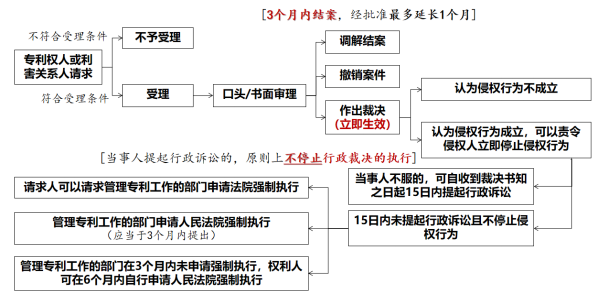 [3个月内结案，经批准最多延长1个月]
不符合受理条件
不予受理
调解结案
专利权人或利
害关系人请求
撤销案件
符合受理条件
受理
口头/书面审理
作出裁决
(立即生效)
认为侵权行为不成立
认为侵权行为成立，可以责令
侵权人立即停止侵权行为
[当事人提起行政诉讼的，原则上不停止行政裁决的执行]
当事人不服的，可自收到裁决书知
之日起15日内提起行政诉讼
请求人可以请求管理专利工作的部门申请法院强制执行
管理专利工作的部门申请人民法院强制执行
（应当于3个月内提出）
15日内未提起行政诉讼且不停止侵
权行为
管理专利工作的部门在3个月内未申请强制执行，权利人
可在6个月内自行申请人民法院强制执行